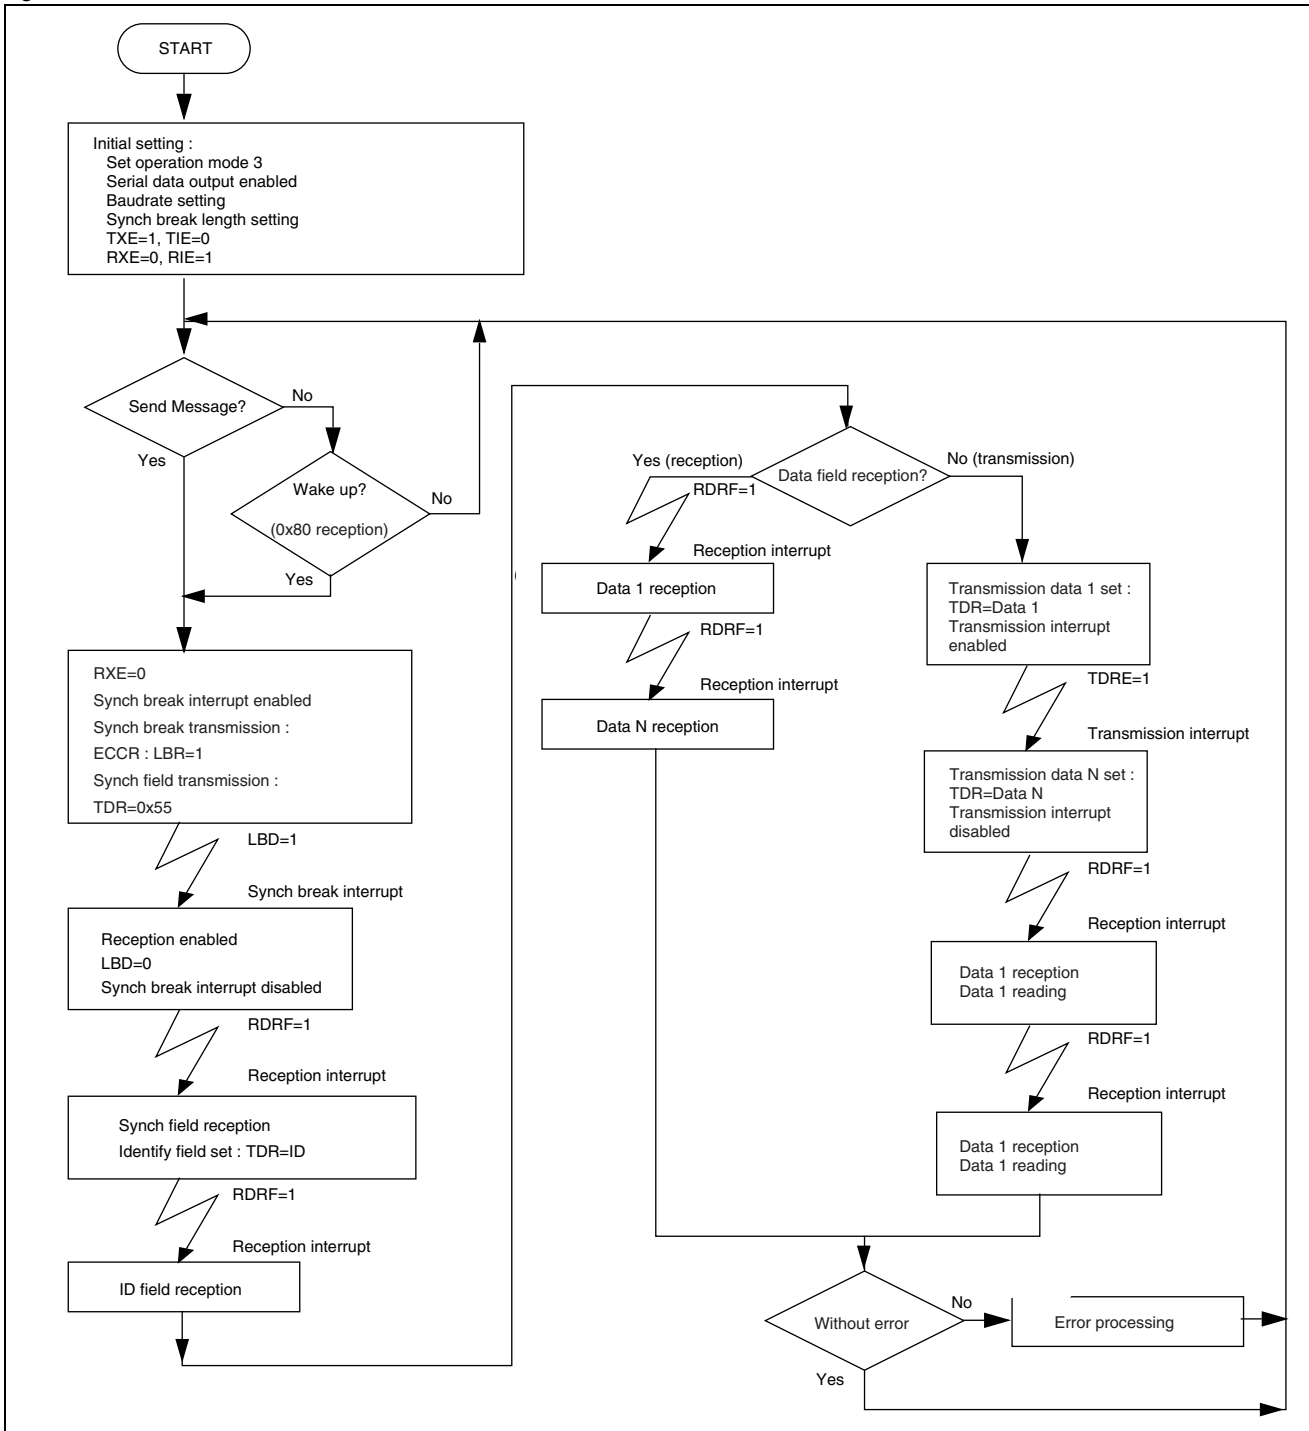 START
Initial setting :
Set operation mode 3
Serial data output enabled
Baudrate setting
Synch break length setting
TXE=1, TIE=0
RXE=0, RIE=1
Send Message?
No
Yes
Wake up?
(0x80 reception)
No
Yes
RXE=0
Synch break interrupt enabled
Synch break transmission :
ECCR : LBR=1
Synch field transmission :
TDR=0x55
LBD=1
Synch break interrupt
Reception enabled
LBD=0
Synch break interrupt disabled
RDRF=1
Reception interrupt
Synch field reception
Identify field set : TDR=ID
RDRF=1
Reception interrupt
ID field reception
Data field reception?
Yes (reception)
No (transmission)
RDRF=1
Reception interrupt
Data 1 reception
RDRF=1
Reception interrupt
Data N reception
Transmission data 1 set :
TDR=Data 1
Transmission interrupt
enabled
TDRE=1
Transmission interrupt
Transmission data N set :
TDR=Data N
Transmission interrupt
disabled
RDRF=1
Reception interrupt
Data 1 reception
Data 1 reading
RDRF=1
Reception interrupt
Data 1 reception
Data 1 reading
Without error
No
Error processing
Yes